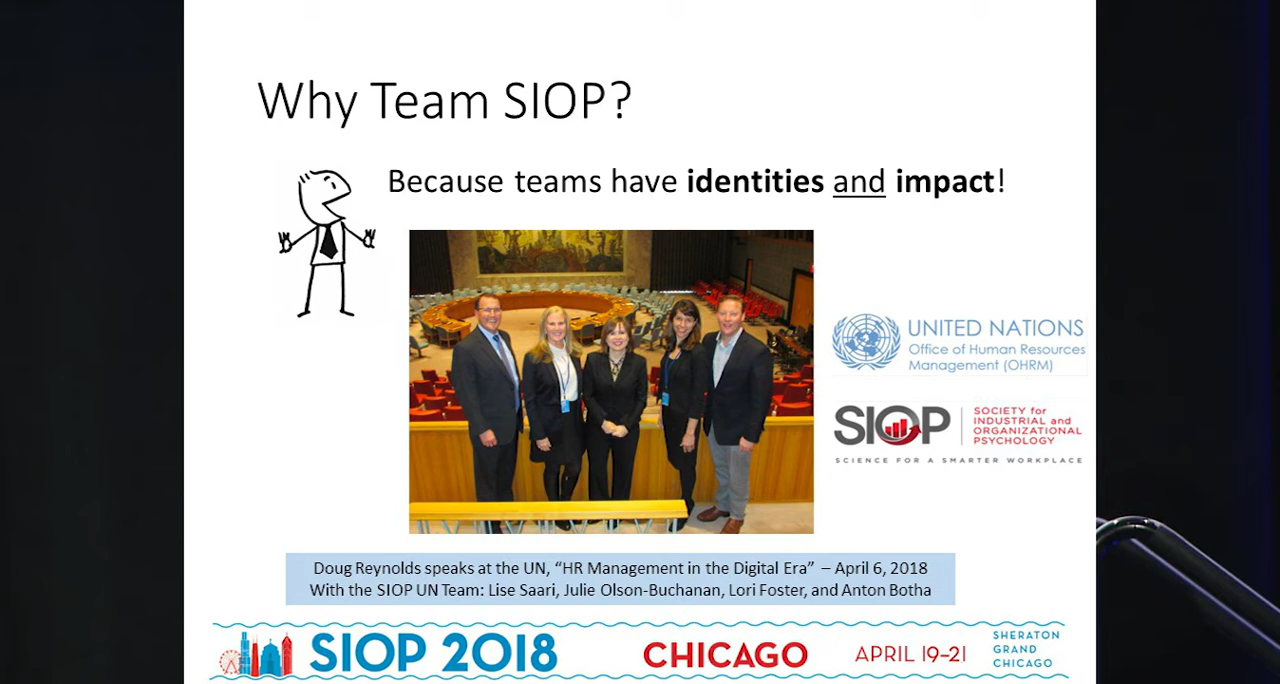 Why Team SIOP?
Because teams have identities and impact!
UNITED NATIONS
Office of Human Resources
Management (OHRM)
SIOP
SOCIETY for
INDUSTRIAL and
ORGANIZATIONAL
PSYCHOLOGY
SCIENCE FOR A SMARTER WORKPLACE
Doug Reynolds speaks at the UN, “HR Management in the Digital Era” – April 6, 2018
With the SIOP UN Team: Lise Saari, Julie Olson-Buchanan, Lori Foster, and Anton Botha
SIOP 2018
CHICAGO
APRIL 19–21
SHERATON
GRAND
CHICAGO